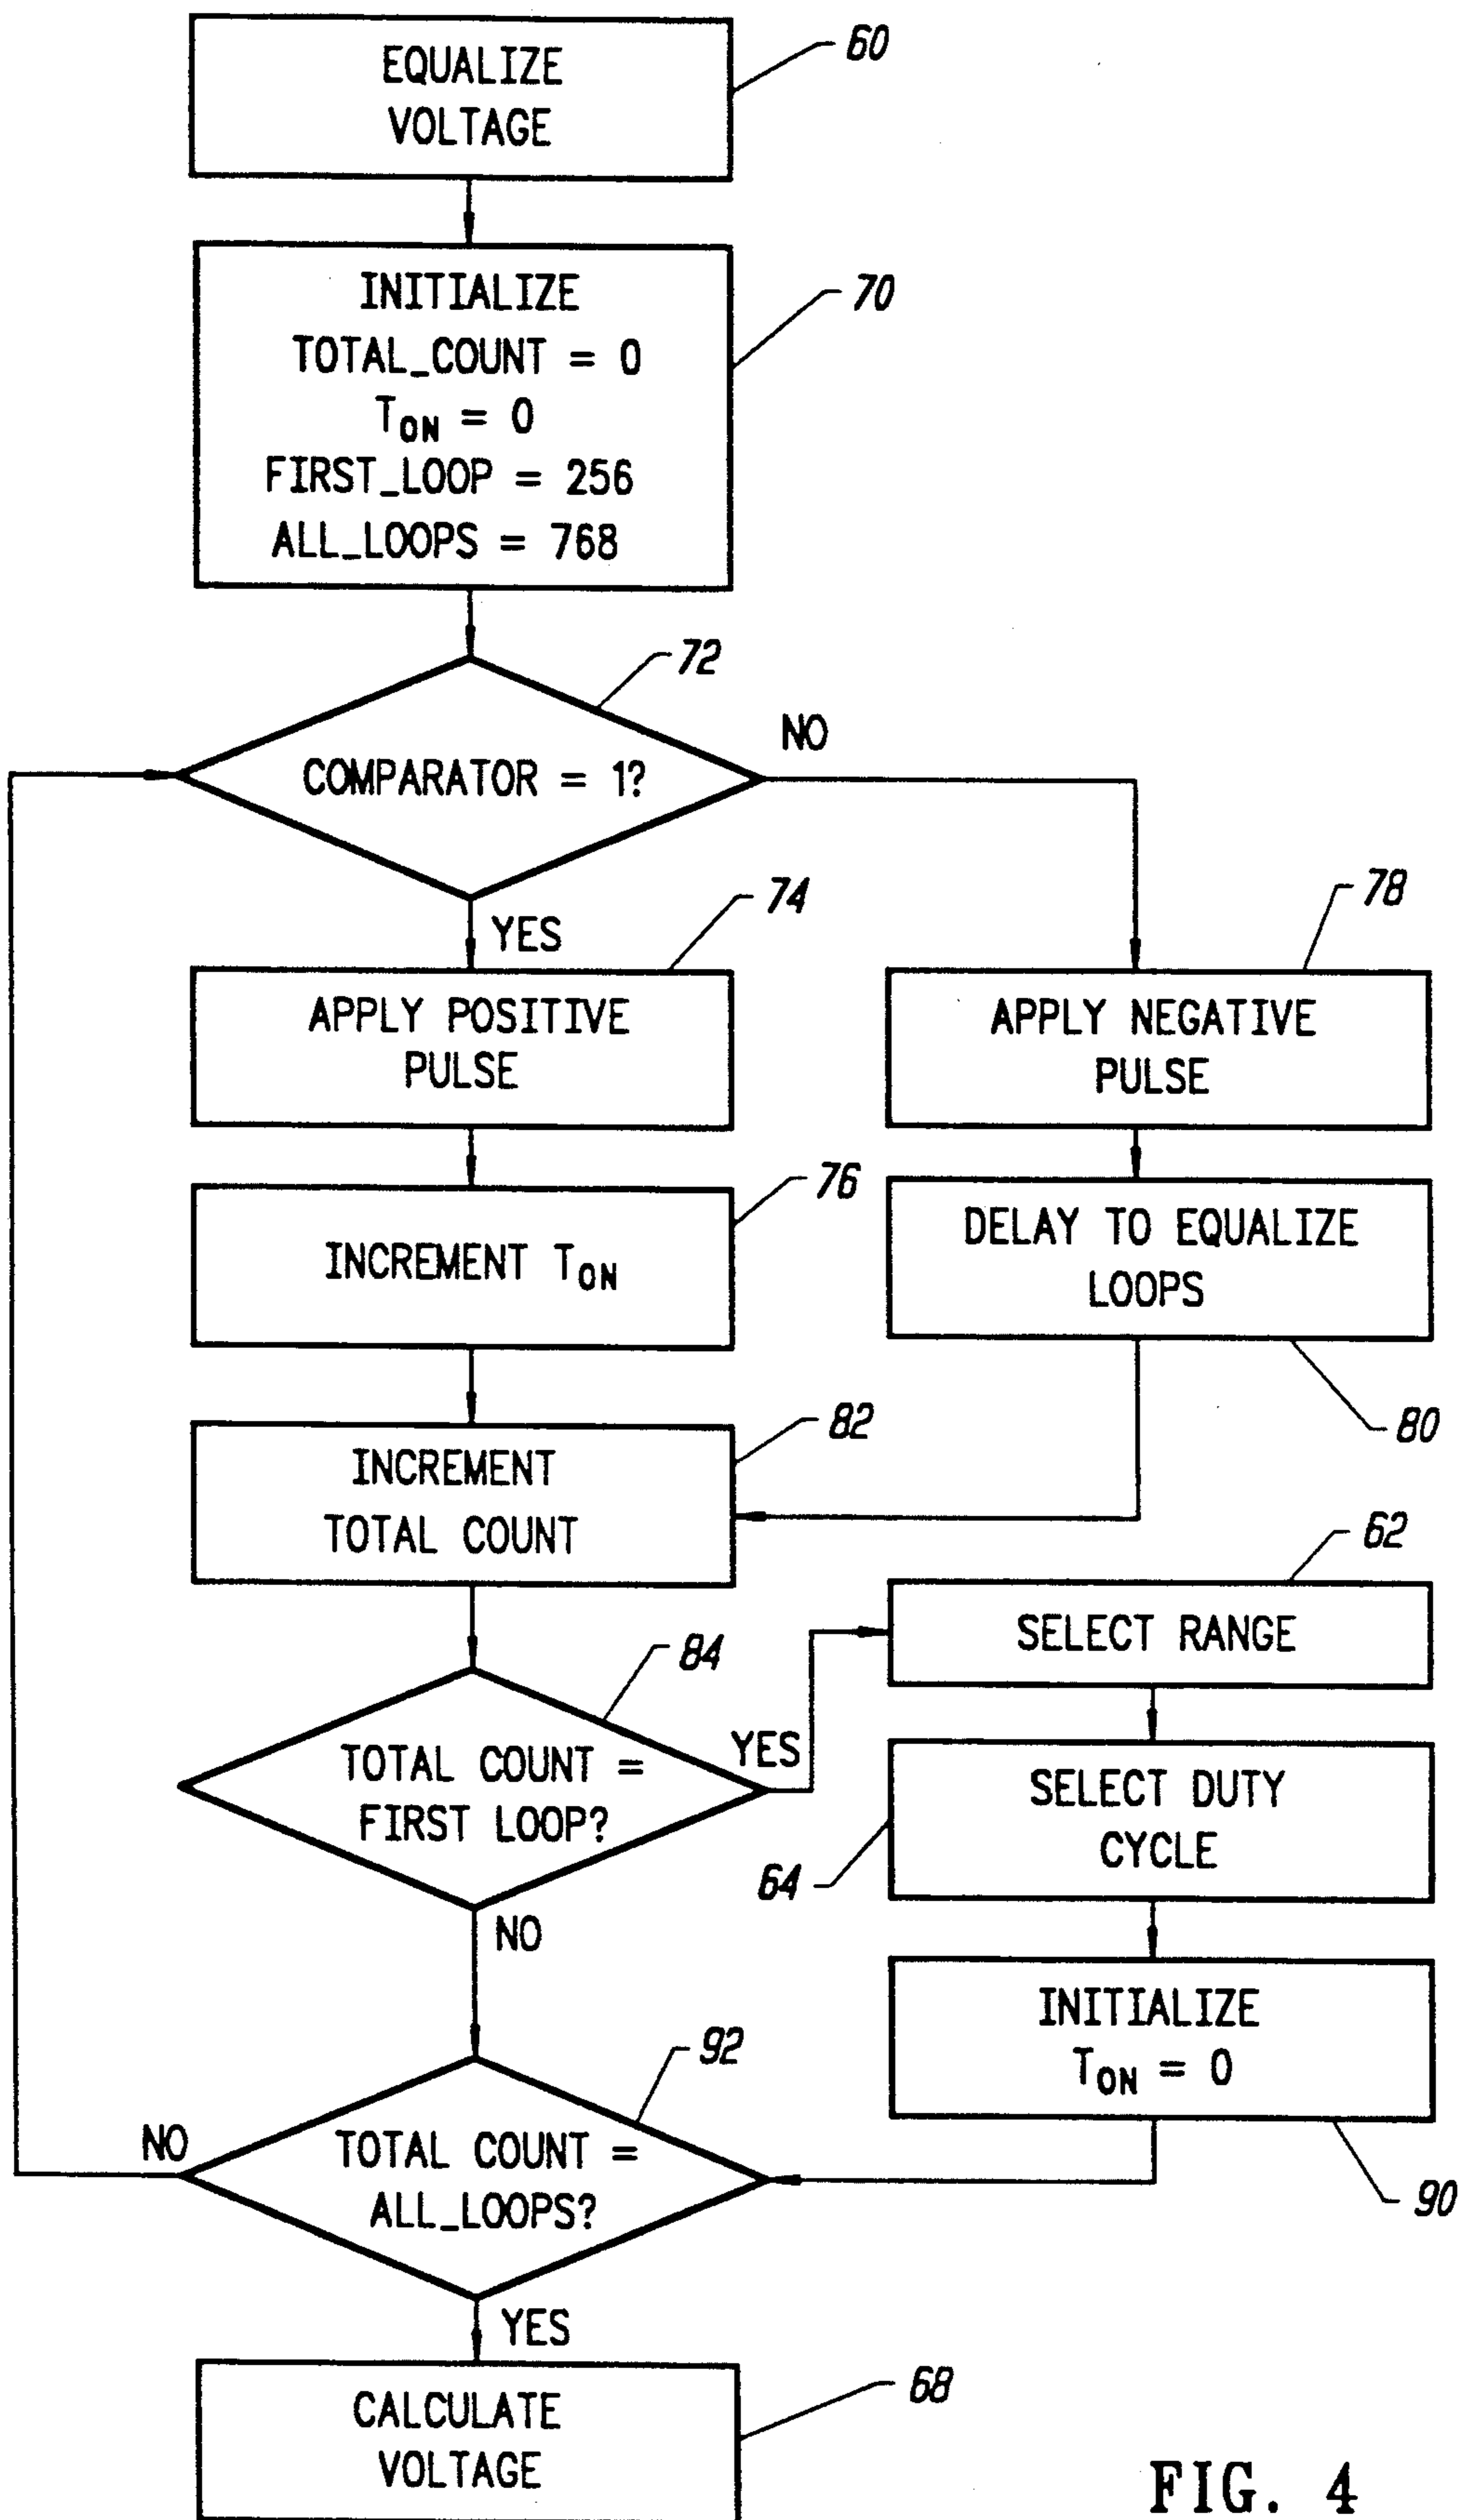 EQUALIZE
VOLTAGE
60
INITIALIZE
TOTAL_COUNT = 0
TON = 0
FIRST_LOOP = 256
ALL_LOOPS = 768
70
72
COMPARATOR = 1?
NO
YES
74
APPLY POSITIVE
PULSE
78
APPLY NEGATIVE
PULSE
76
INCREMENT TON
DELAY TO EQUALIZE
LOOPS
80
82
INCREMENT
TOTAL COUNT
62
SELECT RANGE
84
TOTAL COUNT =
FIRST LOOP?
YES
NO
SELECT DUTY
CYCLE
64
INITIALIZE
TON = 0
90
92
TOTAL COUNT =
ALL_LOOPS?
NO
YES
68
CALCULATE
VOLTAGE
FIG. 4